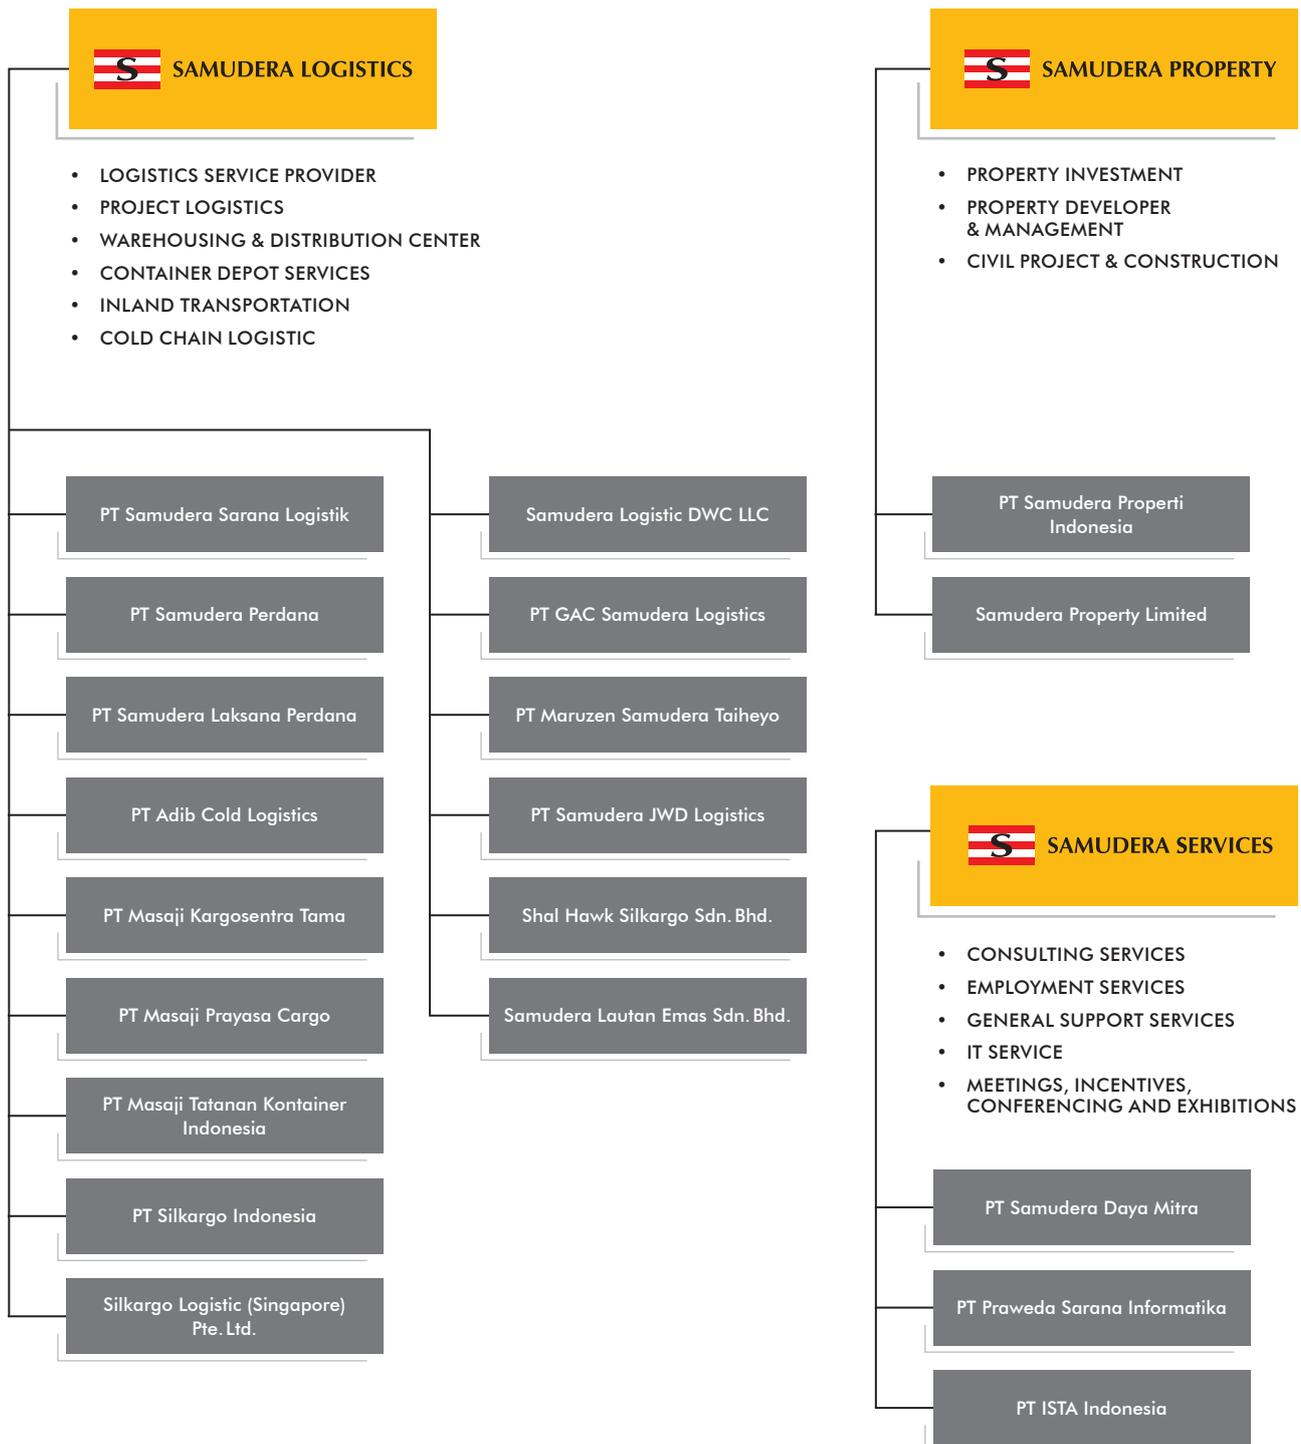 S SAMUDERA LOGISTICS
• LOGISTICS SERVICE PROVIDER
• PROJECT LOGISTICS
• WAREHOUSING & DISTRIBUTION CENTER
• CONTAINER DEPOT SERVICES
• INLAND TRANSPORTATION
• COLD CHAIN LOGISTIC
PT Samudera Sarana Logistik
PT Samudera Perdana
PT Samudera Laksana Perdana
PT Adib Cold Logistics
PT Masaji Kargosentra Tama
PT Masaji Prayasa Cargo
PT Masaji Tatanan Kontainer
Indonesia
PT Silkargo Indonesia
Silkargo Logistic (Singapore)
Pte. Ltd.
Samudera Logistic DWC LLC
PT GAC Samudera Logistics
PT Maruzen Samudera Taiheyo
PT Samudera JWD Logistics
Shal Hawk Silkargo Sdn. Bhd.
Samudera Lautan Emas Sdn. Bhd.
S SAMUDERA PROPERTY
• PROPERTY INVESTMENT
• PROPERTY DEVELOPER
& MANAGEMENT
• CIVIL PROJECT & CONSTRUCTION
PT Samudera Properti
Indonesia
Samudera Property Limited
S SAMUDERA SERVICES
• CONSULTING SERVICES
• EMPLOYMENT SERVICES
• GENERAL SUPPORT SERVICES
• IT SERVICE
• MEETINGS, INCENTIVES,
CONFERENCING AND EXHIBITIONS
PT Samudera Daya Mitra
PT Praweda Sarana Informatika
PT ISTA Indonesia